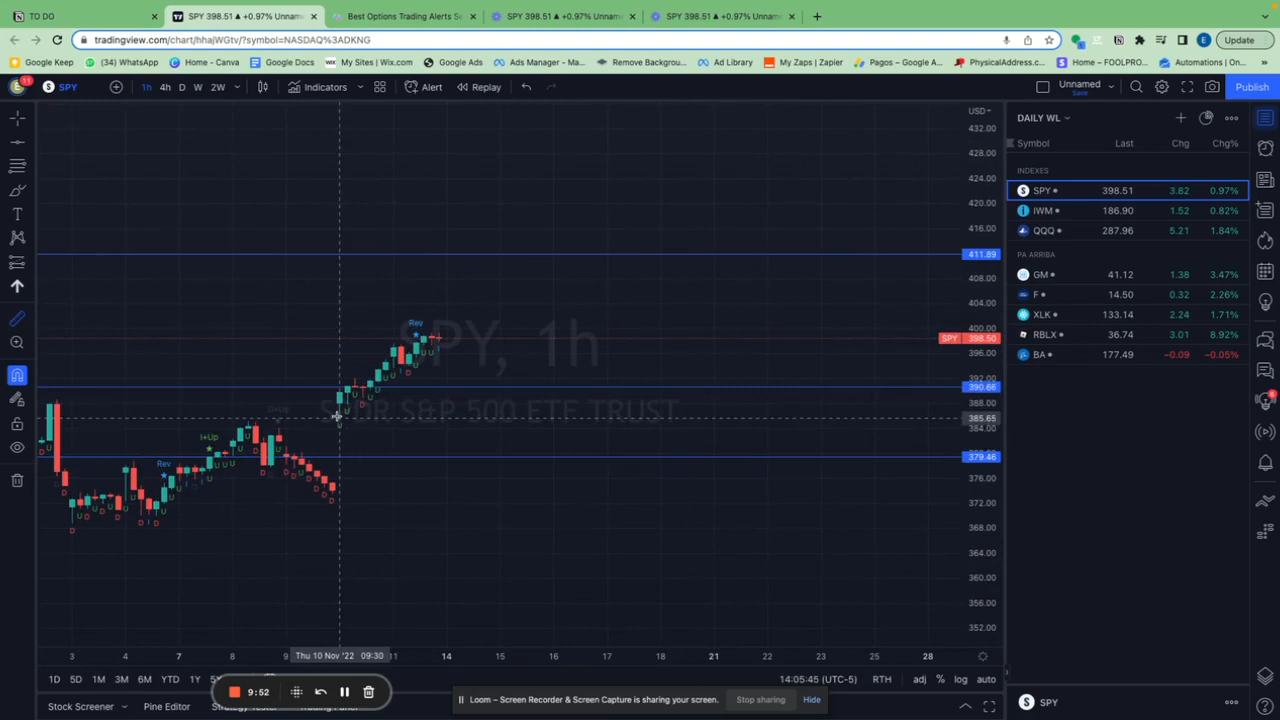 TO DO
SPY 398.51 ▲ +0.97% Unnam
Best Options Trading Alerts Se
SPY 398.51 ▲ +0.97% Unnam
SPY 398.51 ▲ +0.97% Unnam
tradingview.com/chart/hhajWGtv/?symbol=NASDAQ%3ADKNG
E
Update
Google Keep
(34) WhatsApp
Home - Canva
Google Docs
My Sites | Wix.com
Google Ads
Ads Manager - Ma...
Remove Backgrou...
Ad Library
My Zaps | Zapier
Pagos – Google A...
PhysicalAddress.c...
Home – FOOLPRO...
Automations | On...
E
11
SPY
1h
4h
D
W
2W
Indicators
Alert
Replay
Unnamed
Save
Publish
USD
432.00
428.00
424.00
420.00
416.00
411.89
408.00
404.00
400.00
SPY 398.50
396.00
392.00
390.66
388.00
385.65
384.00
379.46
376.00
372.00
368.00
364.00
360.00
356.00
352.00
SPY, 1h
SPDR S&P 500 ETF TRUST
Rev
I+Up
Rev
3
4
7
8
9
Thu 10 Nov '22 09:30
11
14
21
23
25
28
1D
5D
1M
3M
6M
YTD
1Y
14:05:45 (UTC-5)
RTH
adj
%
log
auto
9:52
Loom – Screen Recorder & Screen Capture is sharing your screen.
Stop sharing
Hide
Stock Screener
Pine Editor
Strategy Tester
Trading Panel
DAILY WL
Symbol
Last
Chg
Chg%
INDEXES
SPY 398.51 3.82 0.97%
IWM 186.90 1.52 0.82%
QQQ 287.96 5.21 1.84%
PA ARRIBA
GM 41.12 1.38 3.47%
F 14.50 0.32 2.26%
XLK 133.14 2.24 1.71%
RBLX 36.74 3.01 8.92%
BA 177.49 −0.09 −0.05%
SPY